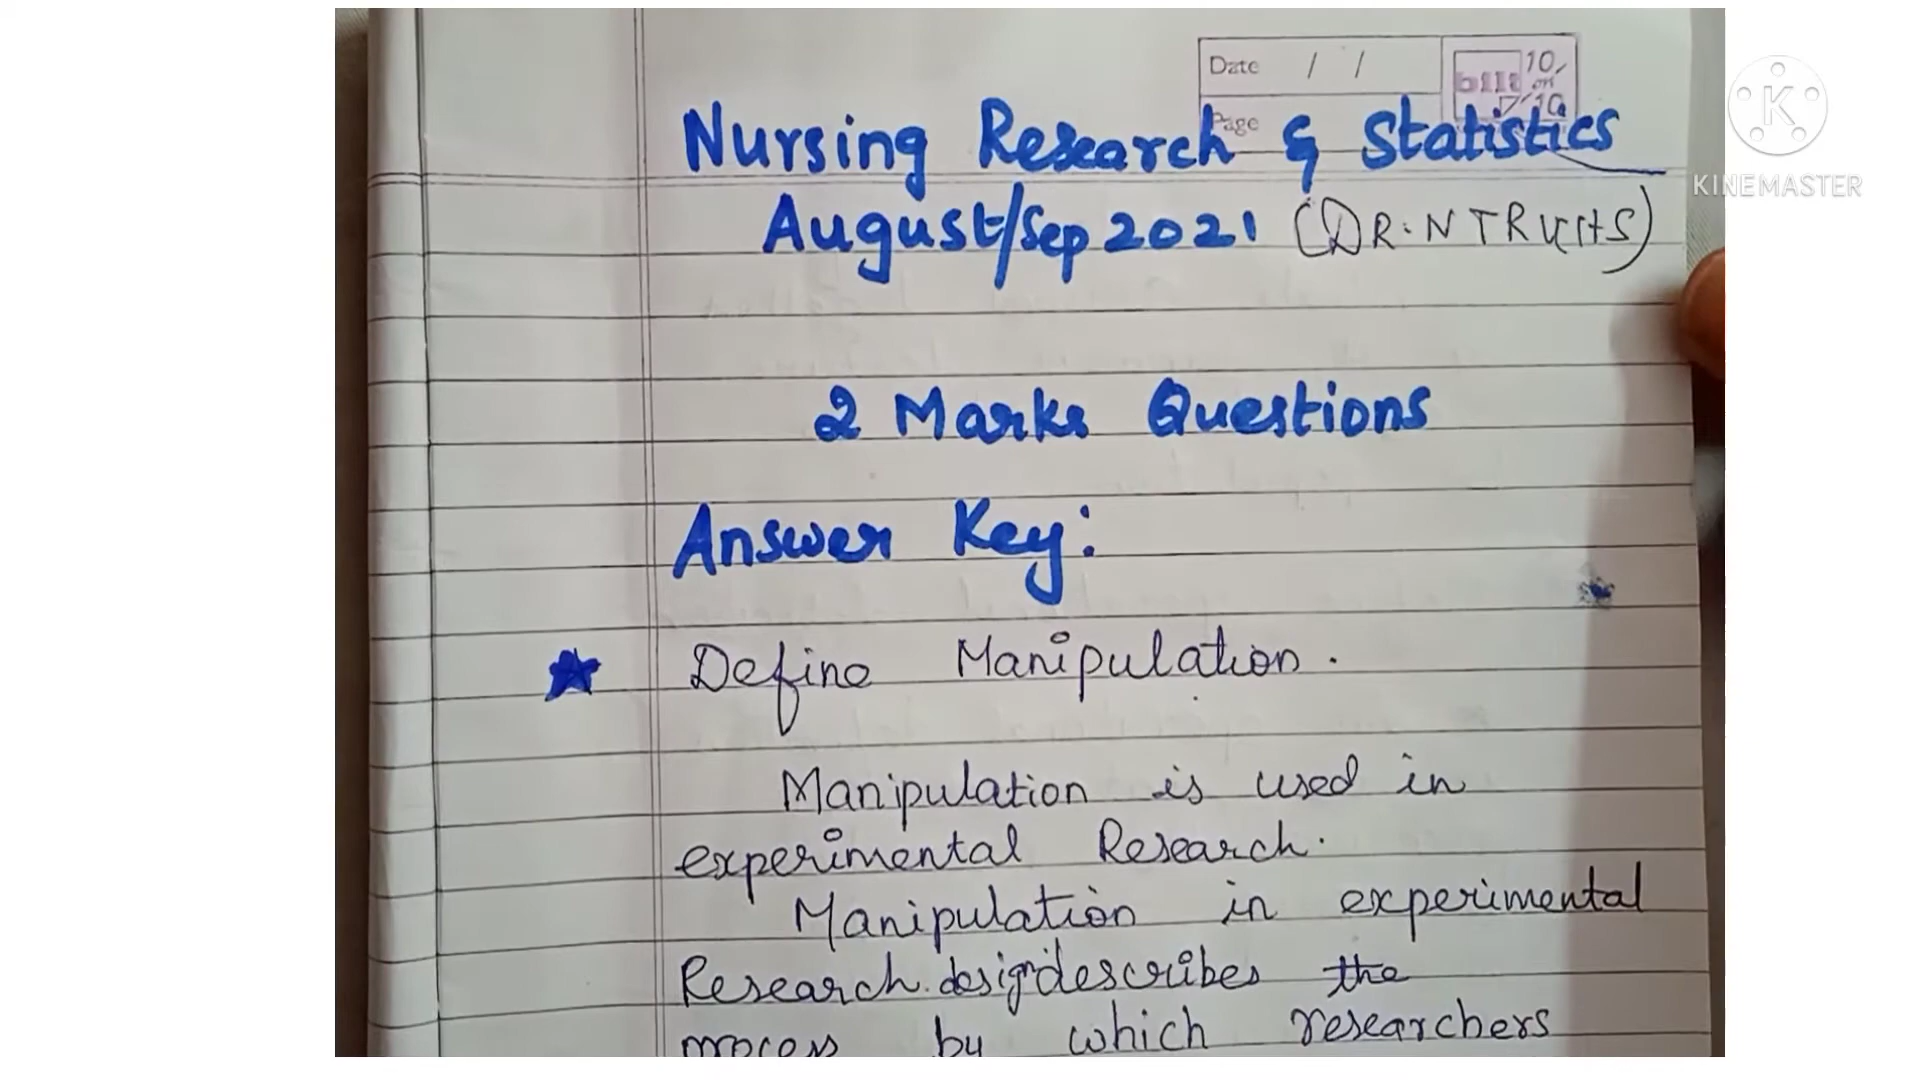 Date / /
Page
Nursing Research & Statistics
August/Sep 2021 (DR.NTRUHS)
2 Marks Questions
Answer Key:
Define Manipulation.
Manipulation is used in
experimental Research.
Manipulation in experimental
Research design describes the
process by which researchers
KINEMASTER